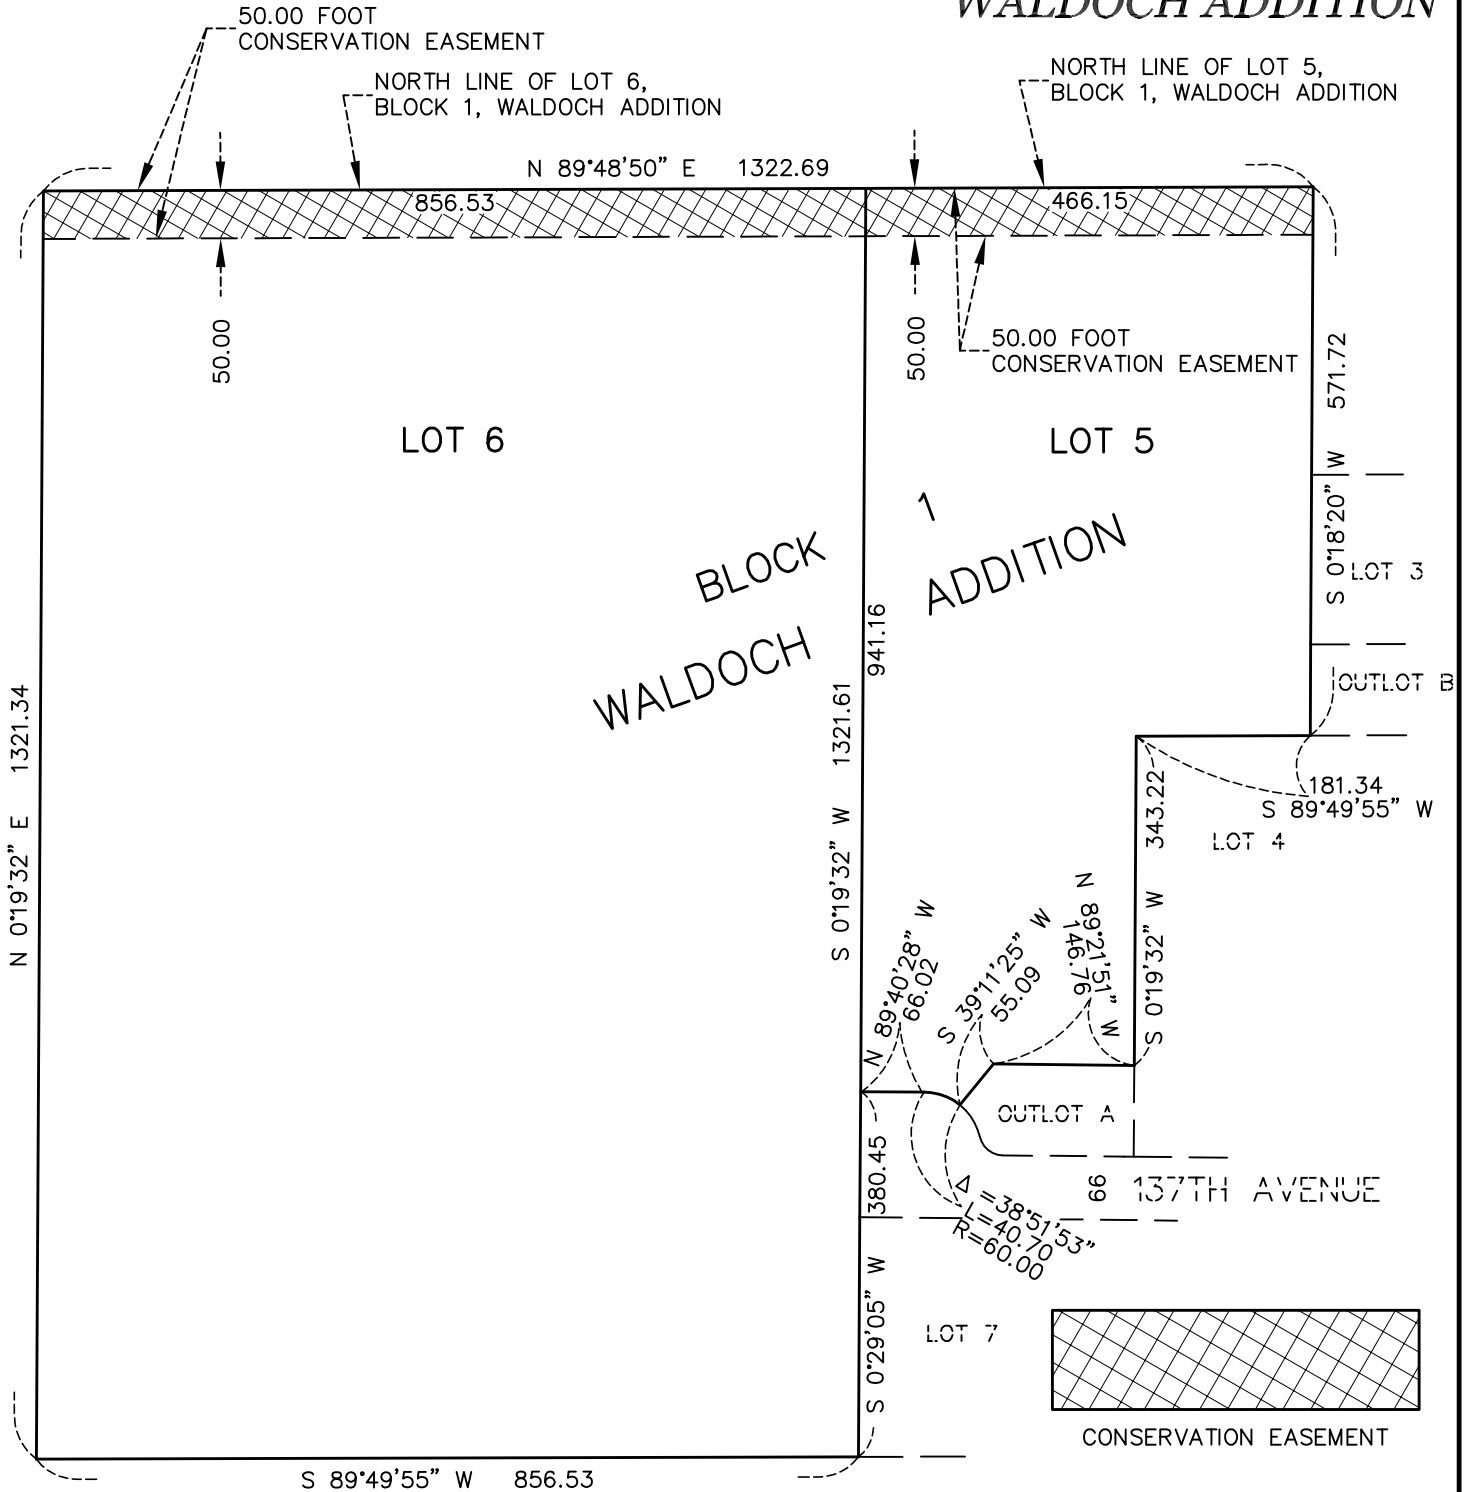 WALDOCH ADDITION
50.00 FOOT
CONSERVATION EASEMENT
NORTH LINE OF LOT 6,
BLOCK 1, WALDOCH ADDITION
NORTH LINE OF LOT 5,
BLOCK 1, WALDOCH ADDITION
N 89°48'50" E 1322.69
856.53
466.15
50.00
50.00
50.00 FOOT
CONSERVATION EASEMENT
S 0°18'20" W 571.72
LOT 6
LOT 5
BLOCK 1
WALDOCH ADDITION
LOT 3
OUTLOT B
N 0°19'32" E 1321.34
S 0°19'32" W 1321.61
941.16
181.34
S 89°49'55" W
LOT 4
S 0°19'32" W 343.22
N 89°40'28" W
66.02
S 39°11'25" W
55.09
N 89°21'51" W
146.76
OUTLOT A
66 137TH AVENUE
Δ =38°51'53"
L=40.70
R=60.00
S 0°29'05" W 380.45
LOT 7
CONSERVATION EASEMENT
S 89°49'55" W 856.53